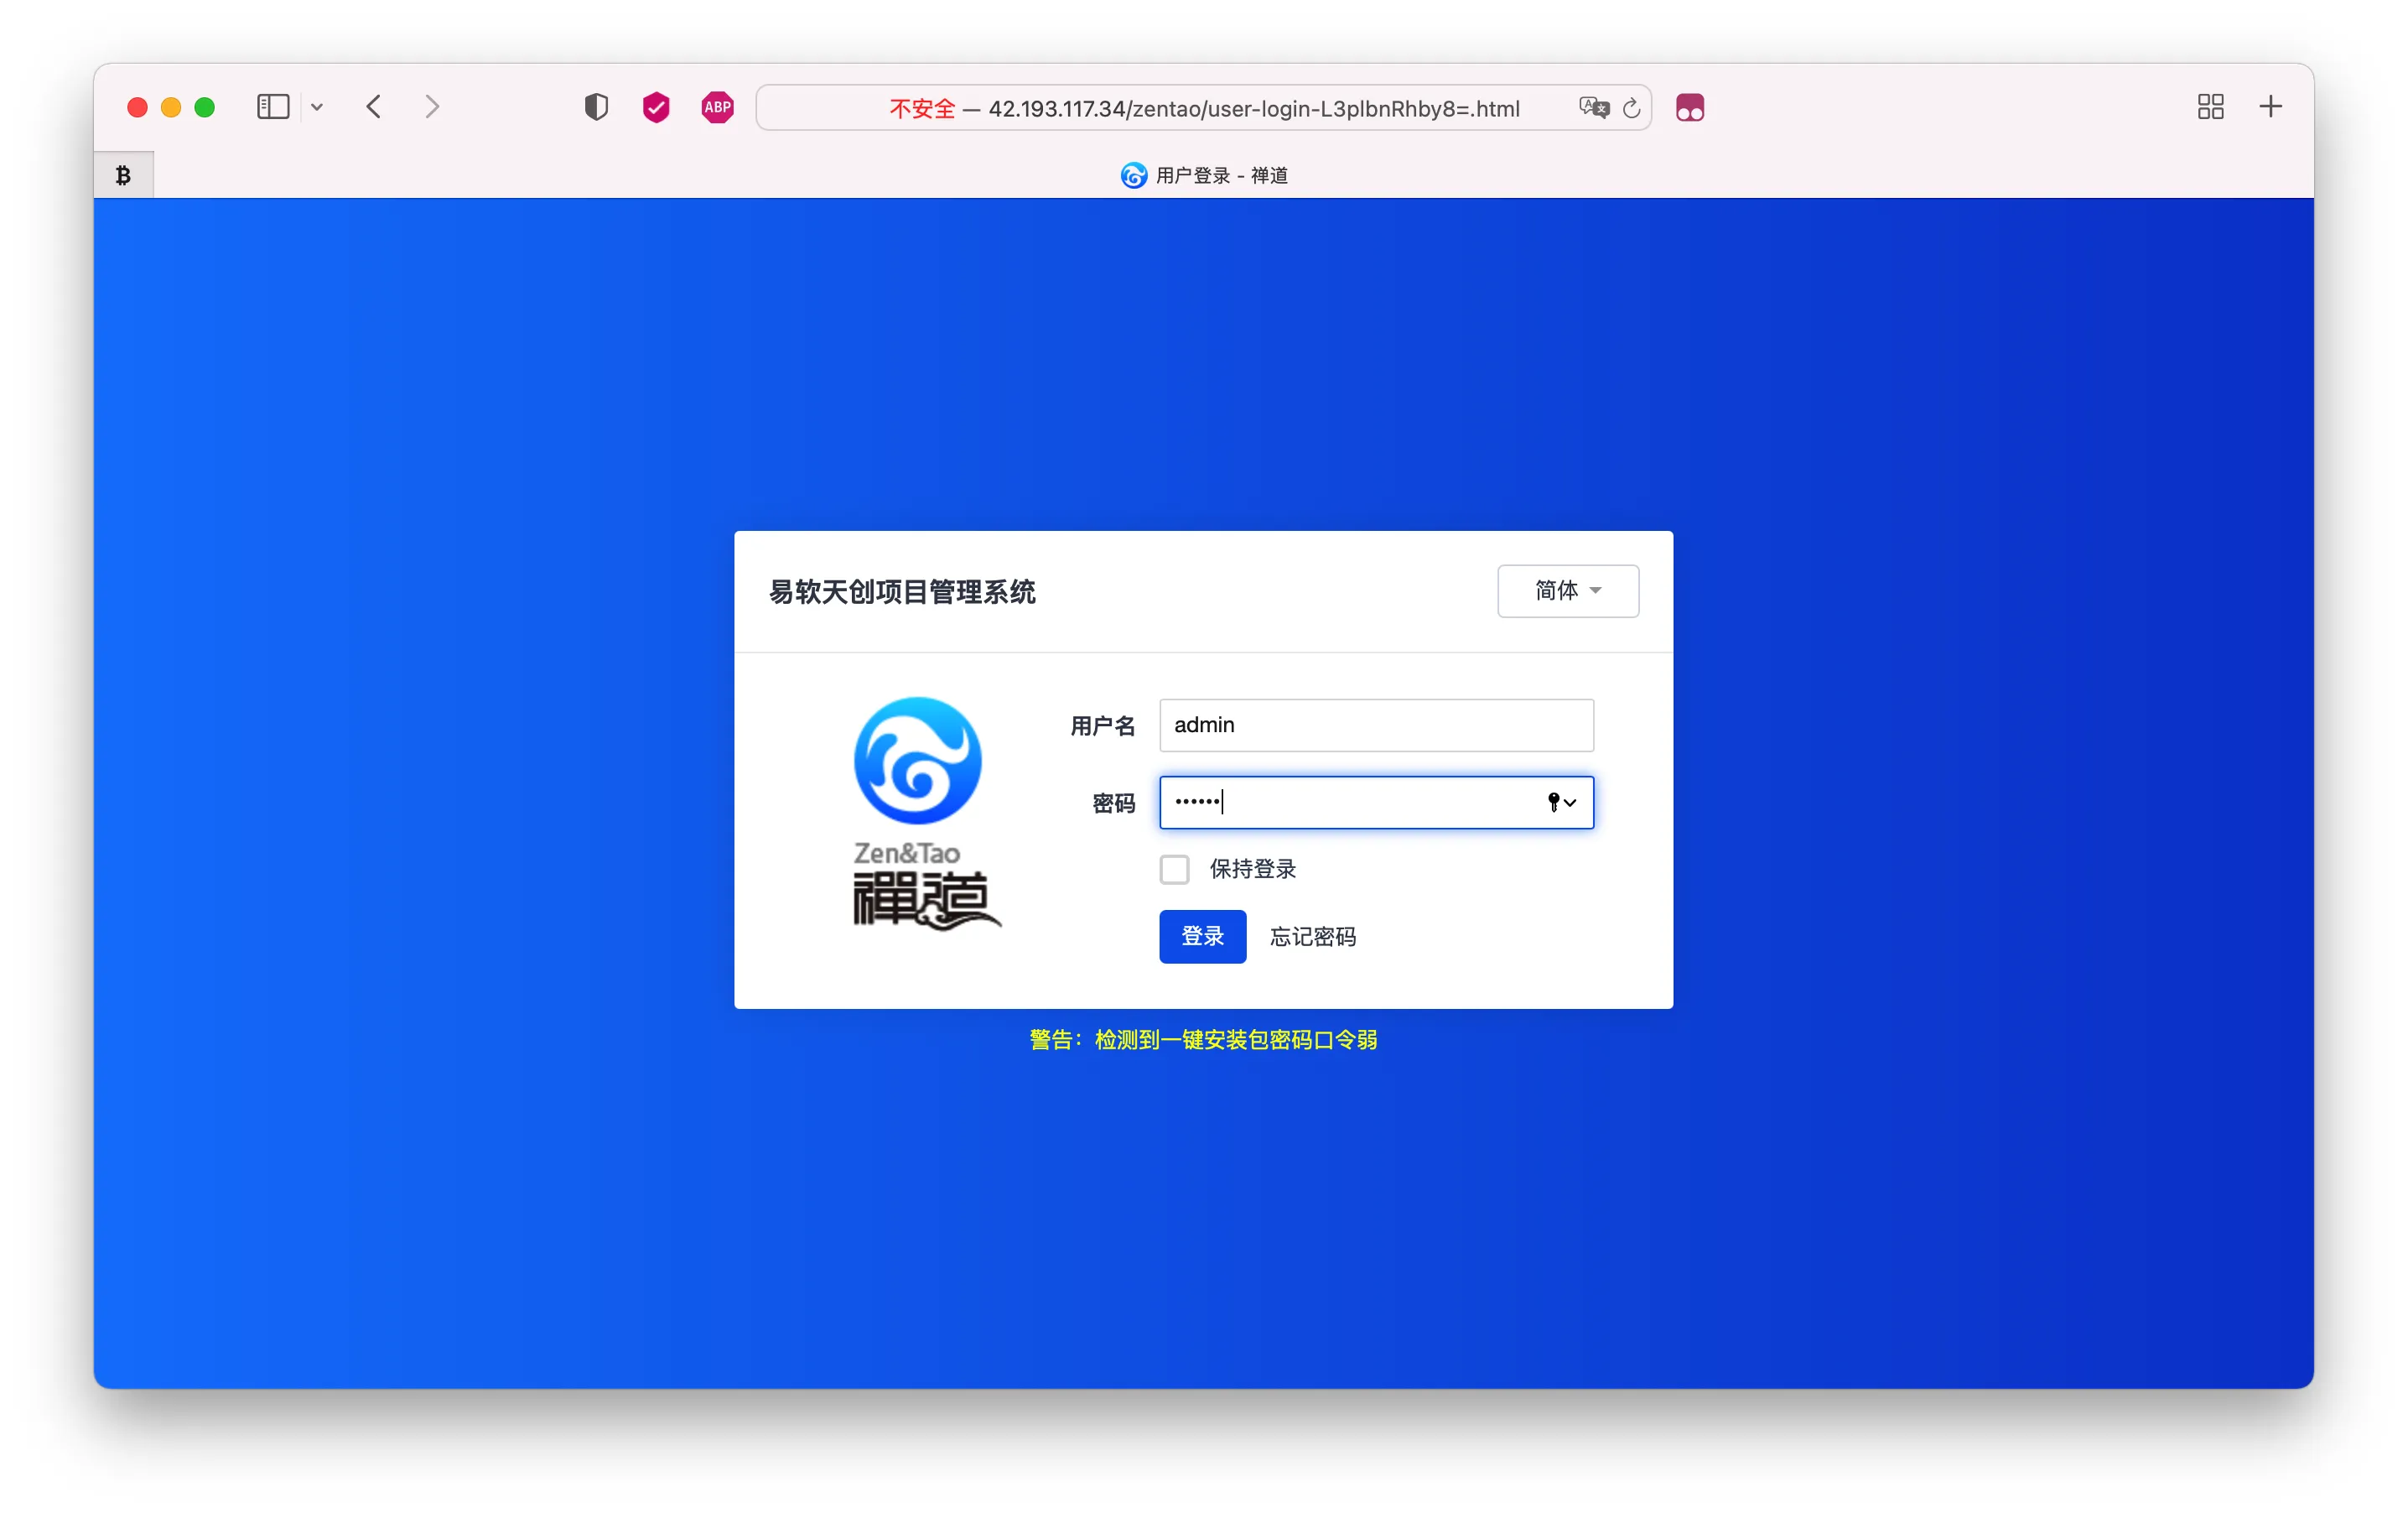 ABP
不安全 — 42.193.117.34/zentao/user-login-L3plbnRhby8=.html
用户登录 - 禅道
易软天创项目管理系统
简体
Zen&Tao
禪道
用户名
admin
密码
••••••
保持登录
登录
忘记密码
警告：检测到一键安装包密码口令弱